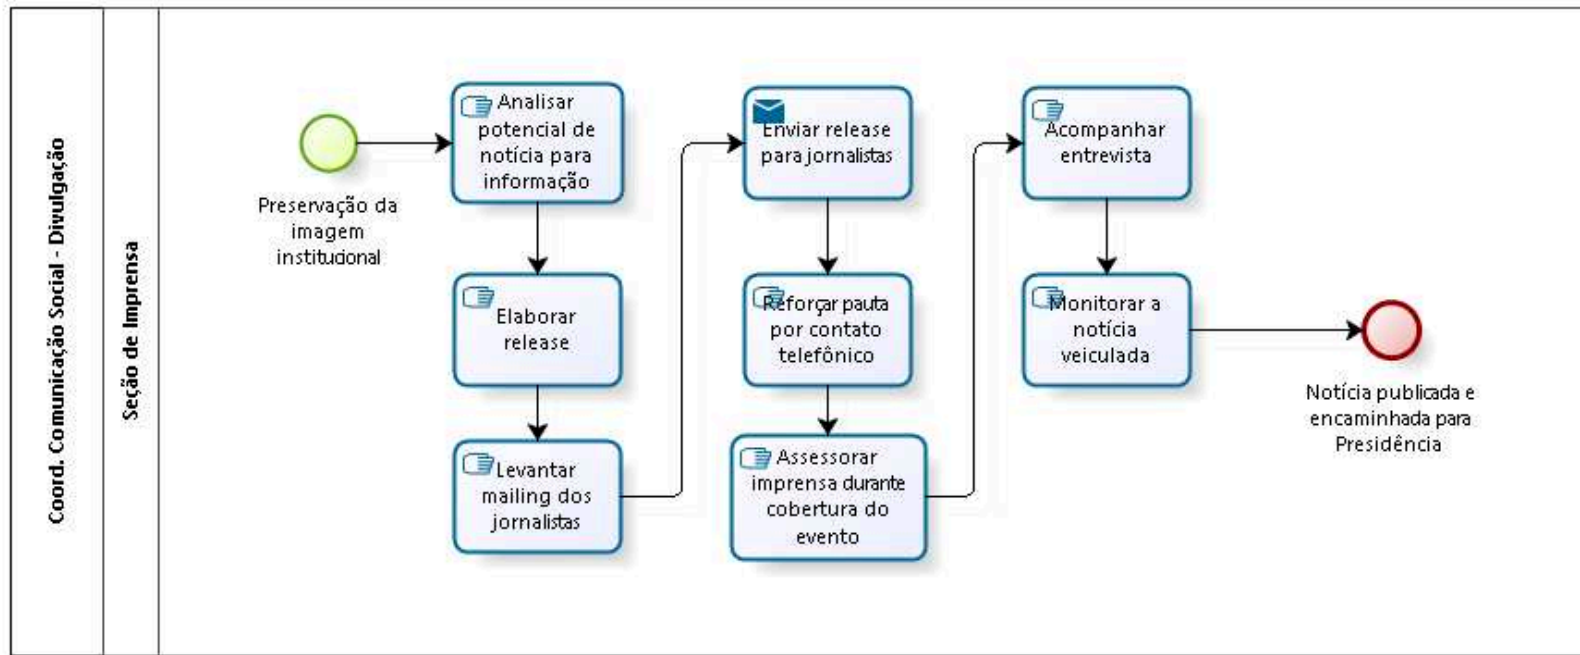 Coord. Comunicação Social - Divulgação
Seção de Imprensa
Preservação da
imagem
institucional
Analisar
potencial de
notícia para
informação
Elaborar
release
Levantar
mailing dos
jornalistas
Enviar release
para jornalistas
Reforçar pauta
por contato
telefônico
Assessorar
imprensa durante
cobertura do
evento
Acompanhar
entrevista
Monitorar a
notícia
veiculada
Notícia publicada e
encaminhada para
Presidência